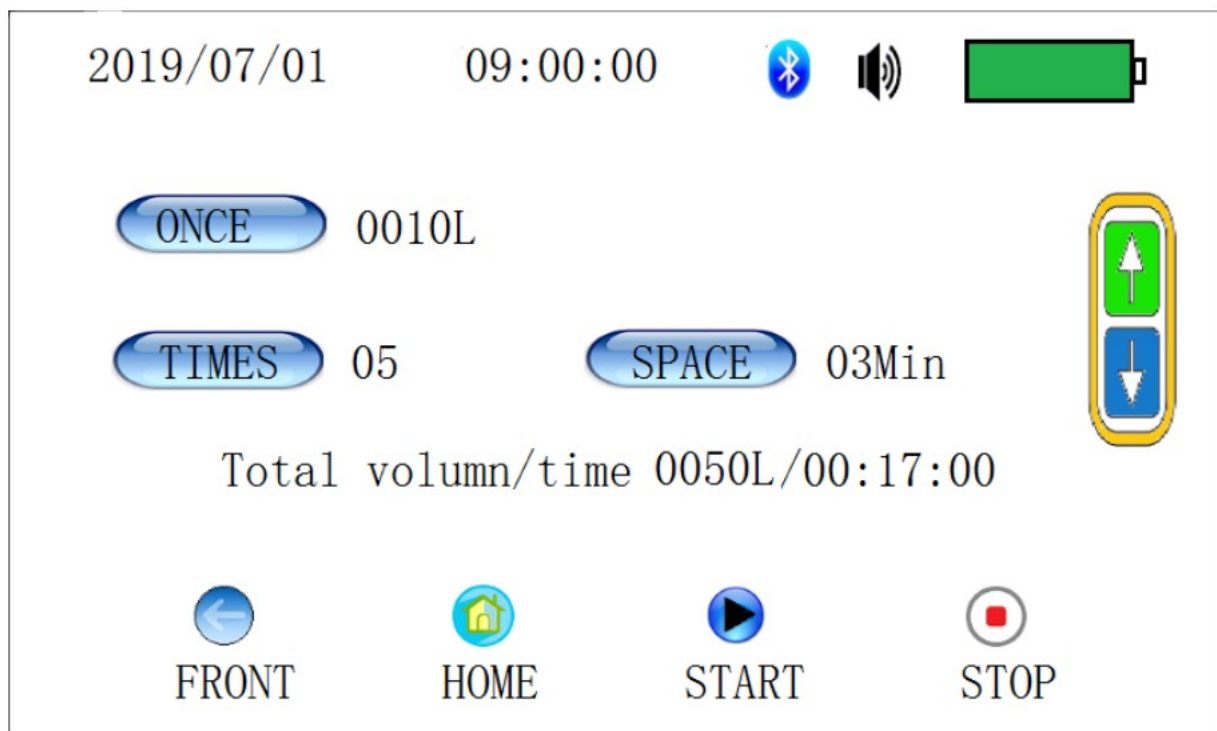 2019/07/01 09:00:00
ONCE 0010L
TIMES 05 SPACE 03Min
Total volumn/time 0050L/00:17:00
FRONT HOME START STOP